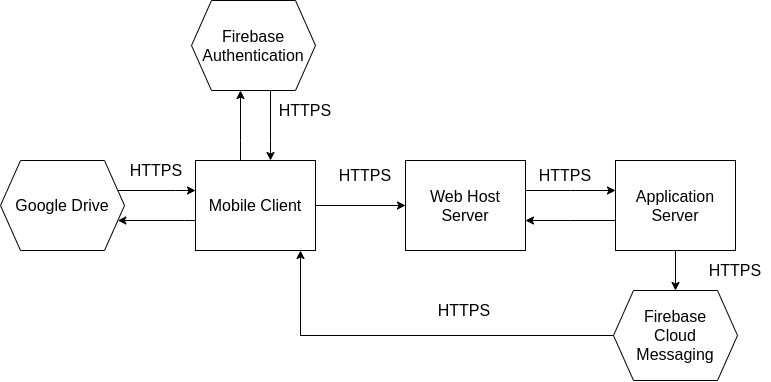 Firebase
Authentication
HTTPS
HTTPS
HTTPS
HTTPS
Google Drive
Mobile Client
Web Host
Server
Application
Server
HTTPS
HTTPS
Firebase
Cloud
Messaging